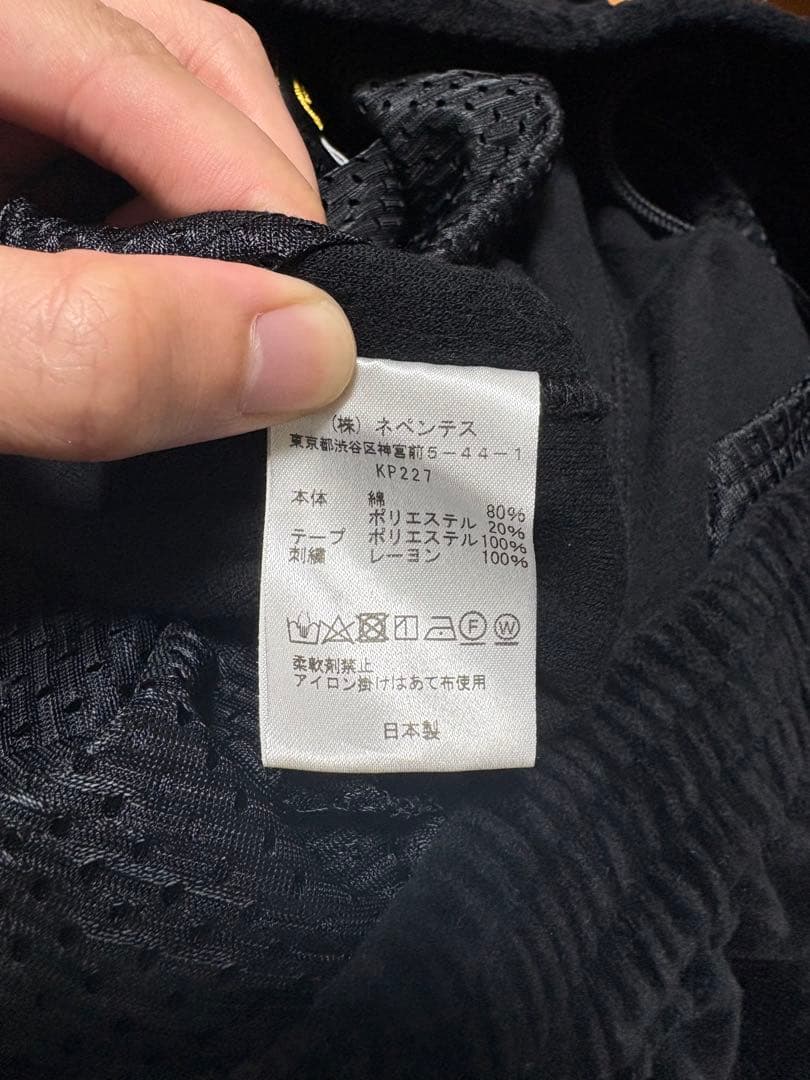 (株) ネペンテス
東京都渋谷区神宮前5-44-1
KP227
本体 綿 80%
ポリエステル 20%
テープ ポリエステル 100%
刺繍 レーヨン 100%
F W
柔軟剤禁止
アイロン掛けはあて布使用
日本製